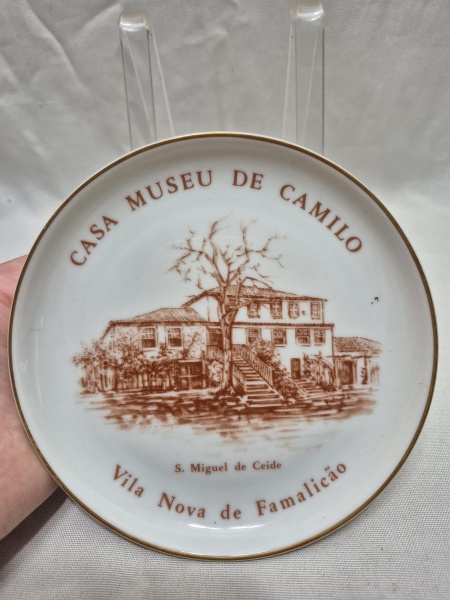 CASA MUSEU DE CAMILO
S. Miguel de Ceide
Vila Nova de Famalicão